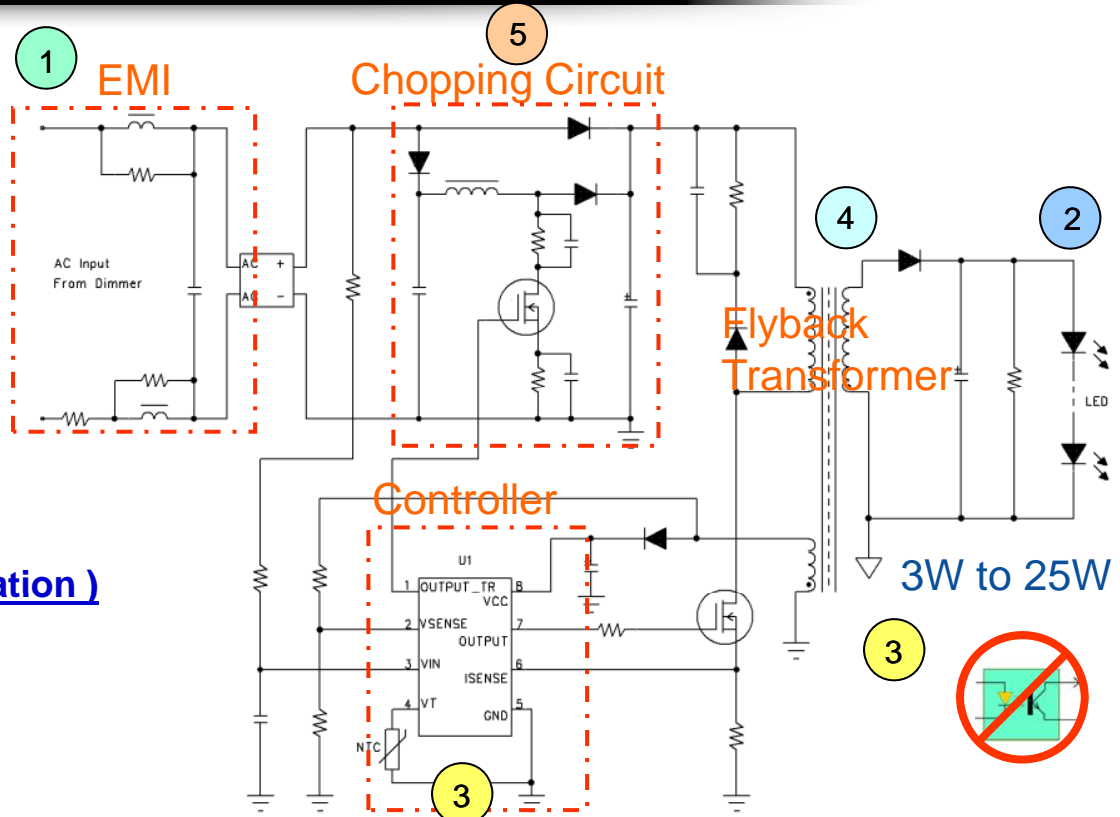 1
5
EMI
Chopping Circuit
4
2
AC Input
From Dimmer
AC +
AC -
Flyback
Transformer
+
+
LED
Controller
ation )
U1
3W to 25W
1 OUTPUT_TR
8
VCC
2 VSENSE
7
OUTPUT
3 VIN
6
ISENSE
4 VT
5
GND
NTC
3
3